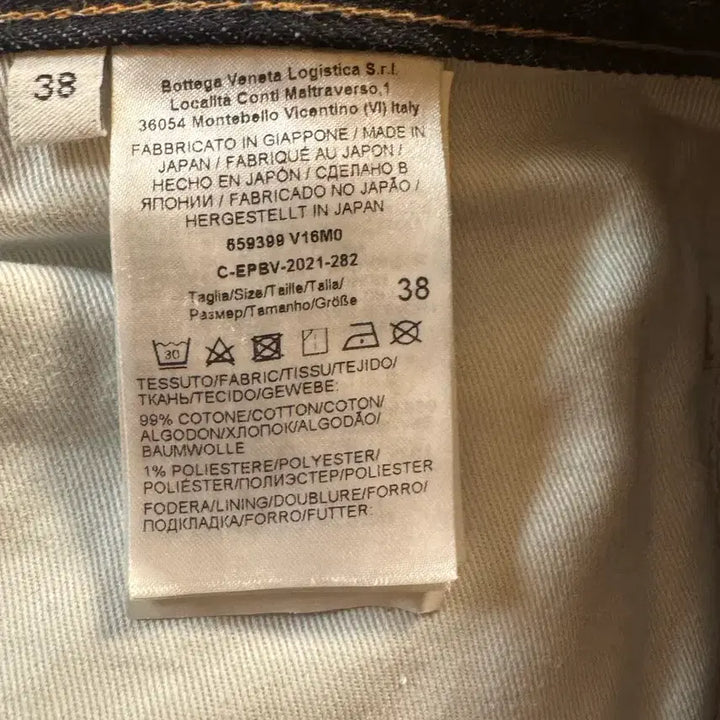 38
Bottega Veneta Logistica S.r.l.
Località Conti Maltraverso,1
36054 Montebello Vicentino (VI) Italy
FABBRICATO IN GIAPPONE / MADE IN
JAPAN / FABRIQUÉ AU JAPON /
HECHO EN JAPÓN / СДЕЛАНО В
ЯПОНИИ / FABRICADO NO JAPÃO /
HERGESTELLT IN JAPAN
659399 V16M0
C-EPBV-2021-282
Taglia/Size/Taille/Talla/
Размер/Tamanho/Größe 38
30
TESSUTO/FABRIC/TISSU/TEJIDO/
ТКАНЬ/TECIDO/GEWEBE:
99% COTONE/COTTON/COTON/
ALGODON/ХЛОПОК/ALGODÃO/
BAUMWOLLE
1% POLIESTERE/POLYESTER/
POLIÉSTER/ПОЛИЭСТЕР/POLIESTER
FODERA/LINING/DOUBLURE/FORRO/
ПОДКЛАДКА/FORRO/FUTTER: